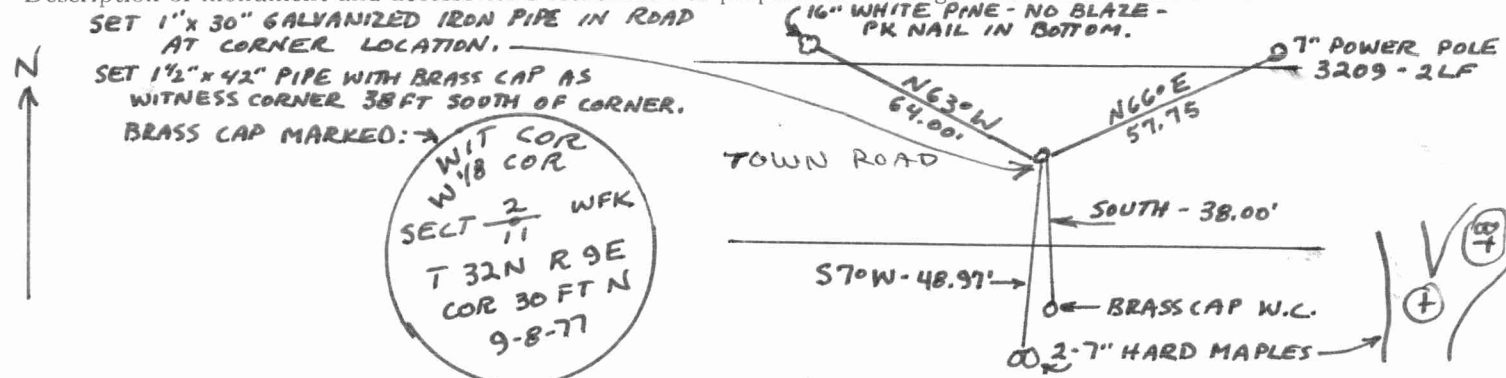 SET 1" x 30" GALVANIZED IRON PIPE IN ROAD
AT CORNER LOCATION.
SET 1½" x 42" PIPE WITH BRASS CAP AS
WITNESS CORNER 38 FT SOUTH OF CORNER.
BRASS CAP MARKED:
N
WIT COR
W 1/8 COR
SECT 2/11 WFK
T 32N R 9E
COR 30 FT N
9-8-77
16" WHITE PINE - NO BLAZE -
PK NAIL IN BOTTOM.
7" POWER POLE
3209 - 2LF
N63°W
64.00'
N66°E
57.75
TOWN ROAD
SOUTH - 38.00'
S7°W - 48.97'
BRASS CAP W.C.
2-7" HARD MAPLES